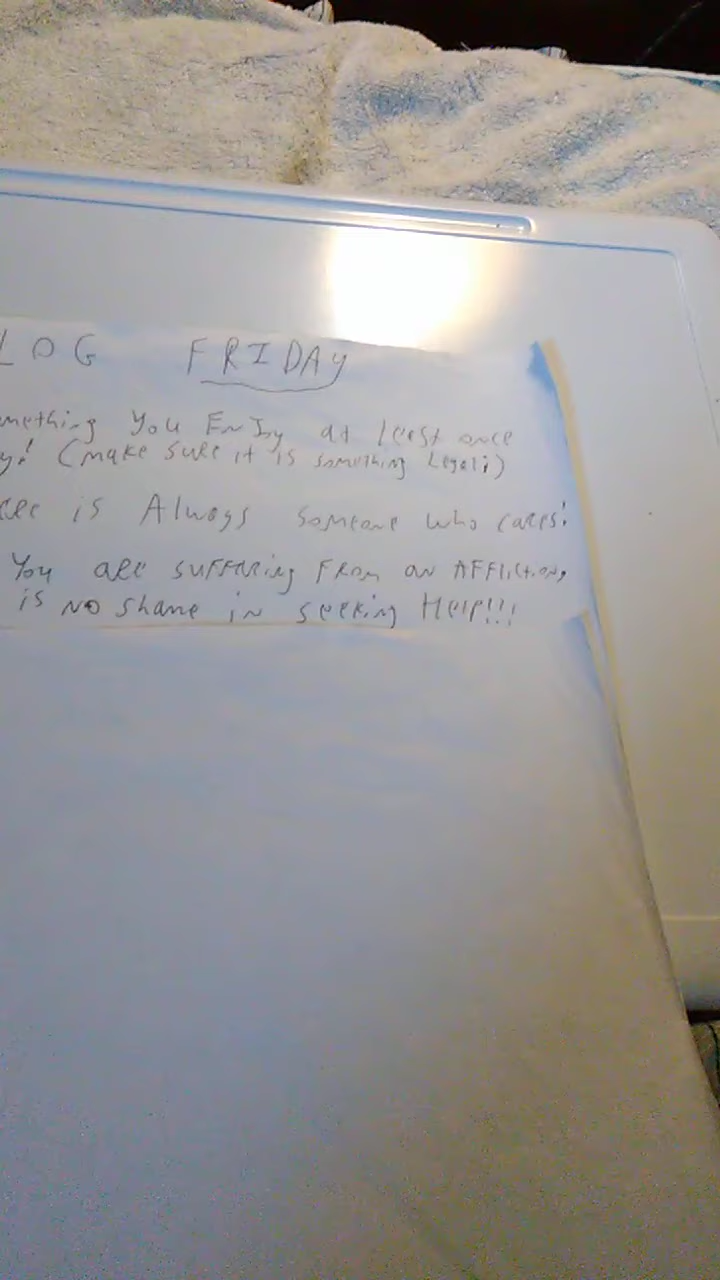 LOG FRIDAY
mething You EnJoy at least once
y! (make sure it is something Legal;)
ere is Always someone who cares!
You are suffering From an AFFliction,
is NO shame in seeking Help!!!